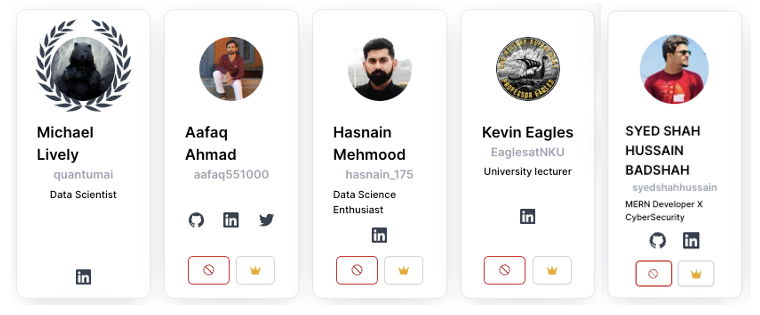 Michael
Lively
quantumai
Data Scientist
Aafaq
Ahmad
aafaq551000
Hasnain
Mehmood
hasnain_175
Data Science
Enthusiast
Kevin Eagles
EaglesatNKU
University lecturer
SYED SHAH
HUSSAIN
BADSHAH
syedshahhussain
MERN Developer X
CyberSecurity